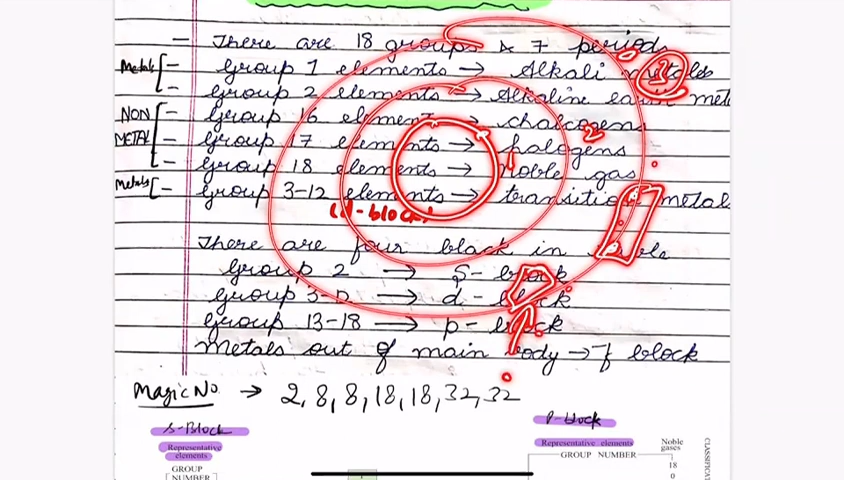 - There are 18 groups & 7 periods
Metals [ - Group 1 elements → Alkali metals
- Group 2 elements → Alkaline earth met
NON METAL [ - Group 16 elements → chalcogens
- Group 17 elements → halogens
- Group 18 elements → Noble gas
Metals [ - group 3-12 elements → transition metals
(d-block)
There are four block in table
Group 2 → S-block
group 3-12 → d-block
group 13-18 → p-block
Metals out of main body → f block
Magic No. → 2, 8, 8, 18, 18, 32, 32
S-Block
Representative
elements
GROUP
NUMBER
P-block
Representative elements
GROUP NUMBER
Noble
gases
18
0
CLASSIFICA